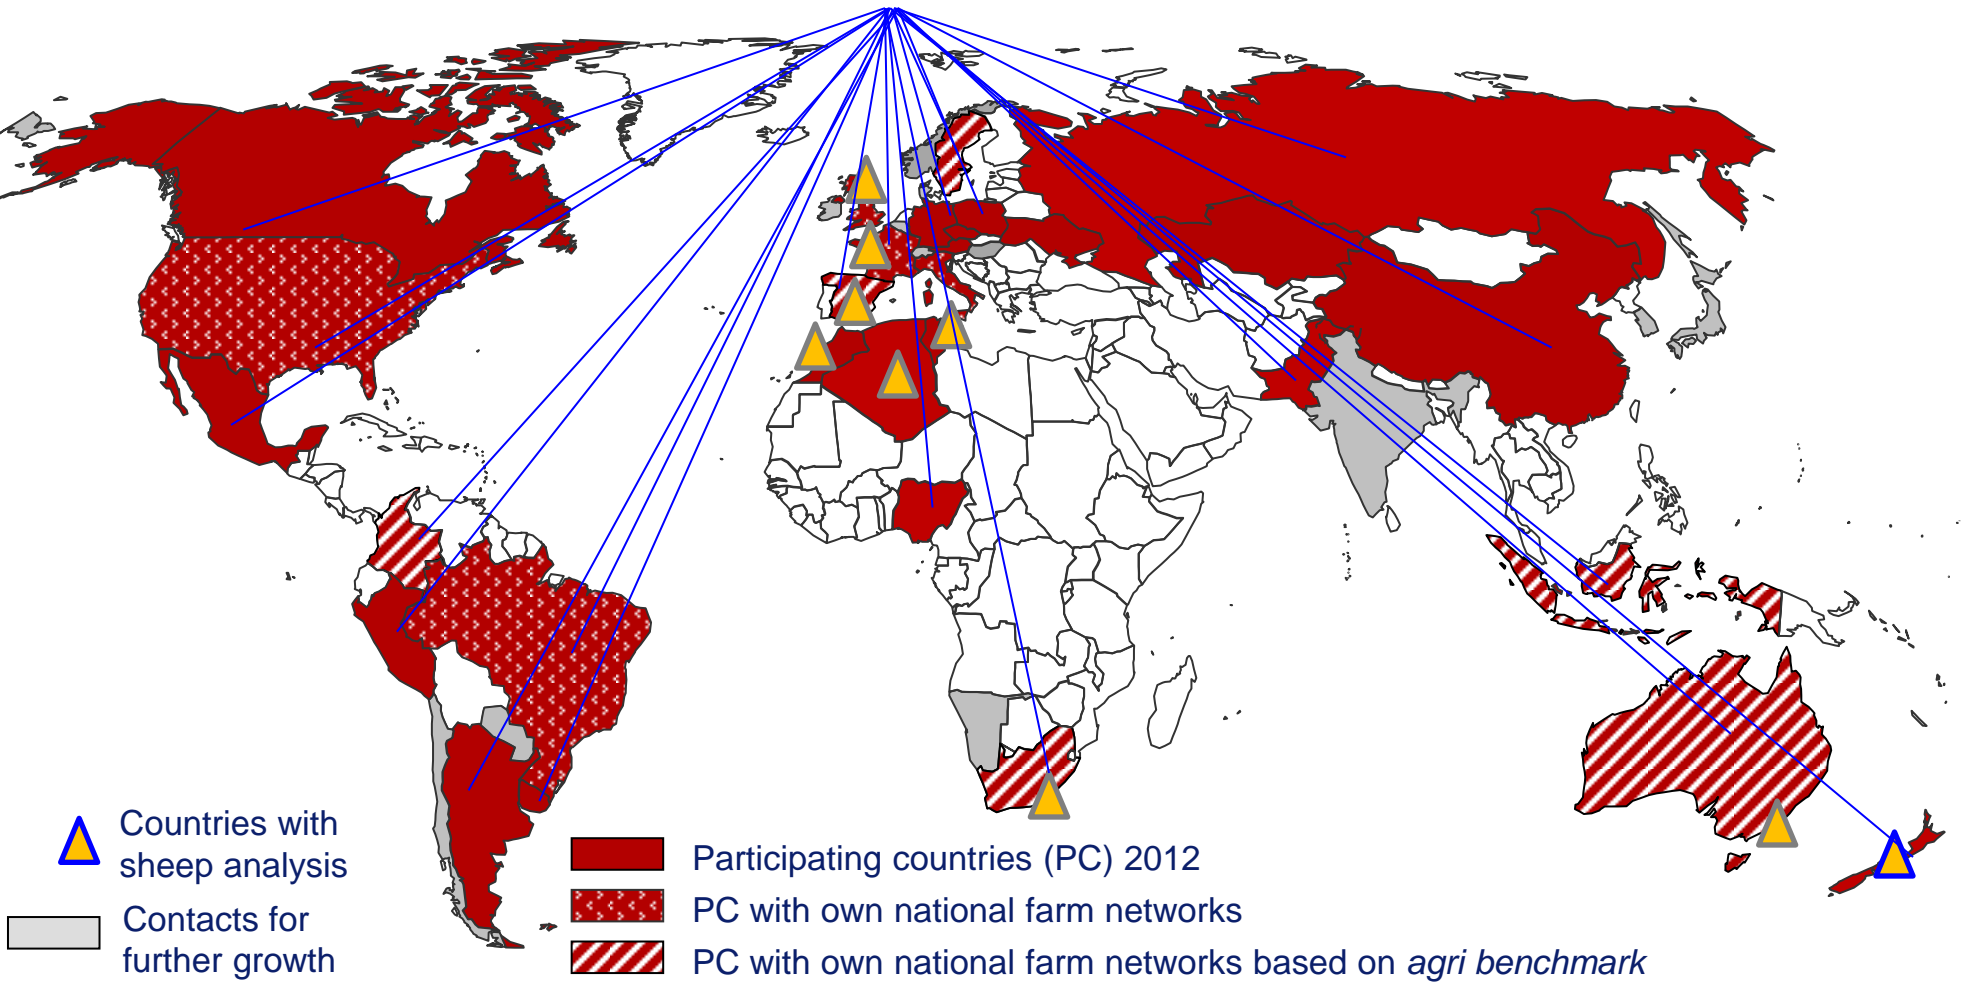 Countries with
sheep analysis
Contacts for
further growth
Participating countries (PC) 2012
PC with own national farm networks
PC with own national farm networks based on agri benchmark